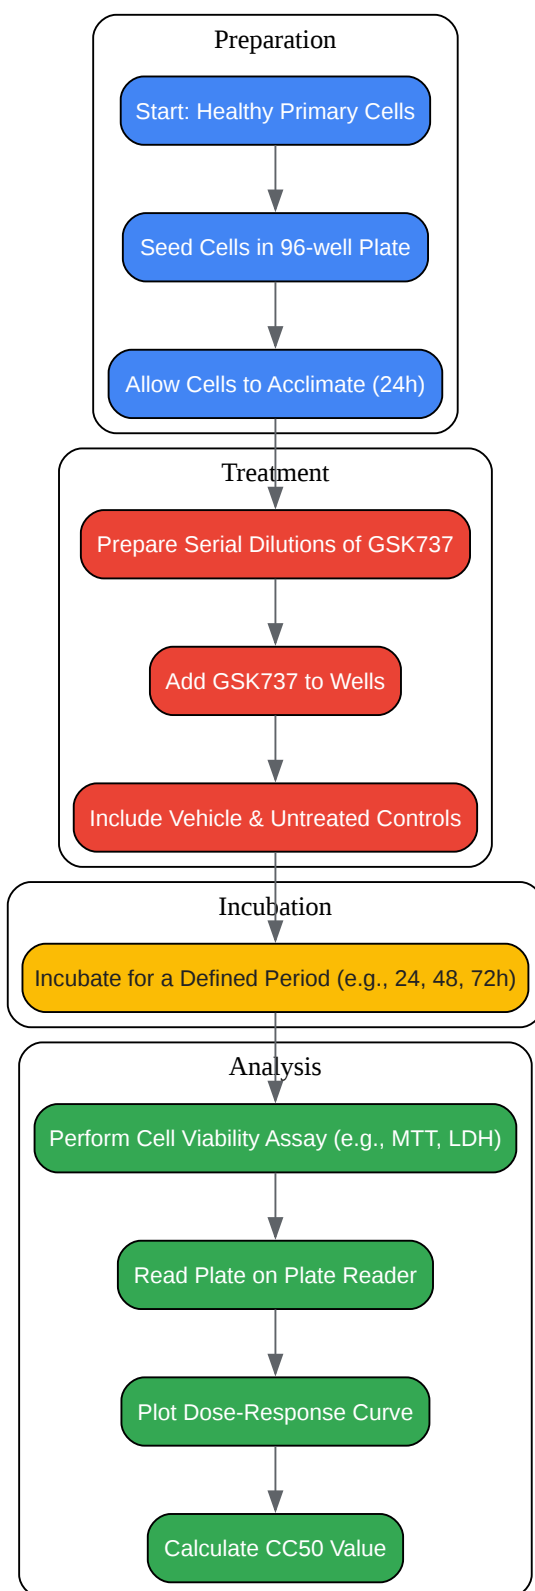 Preparation
Start: Healthy Primary Cells
Seed Cells in 96-well Plate
Allow Cells to Acclimate (24h)
Treatment
Prepare Serial Dilutions of GSK737
Add GSK737 to Wells
Include Vehicle & Untreated Controls
Incubation
Incubate for a Defined Period (e.g., 24, 48, 72h)
Analysis
Perform Cell Viability Assay (e.g., MTT, LDH)
Read Plate on Plate Reader
Plot Dose-Response Curve
Calculate CC50 Value